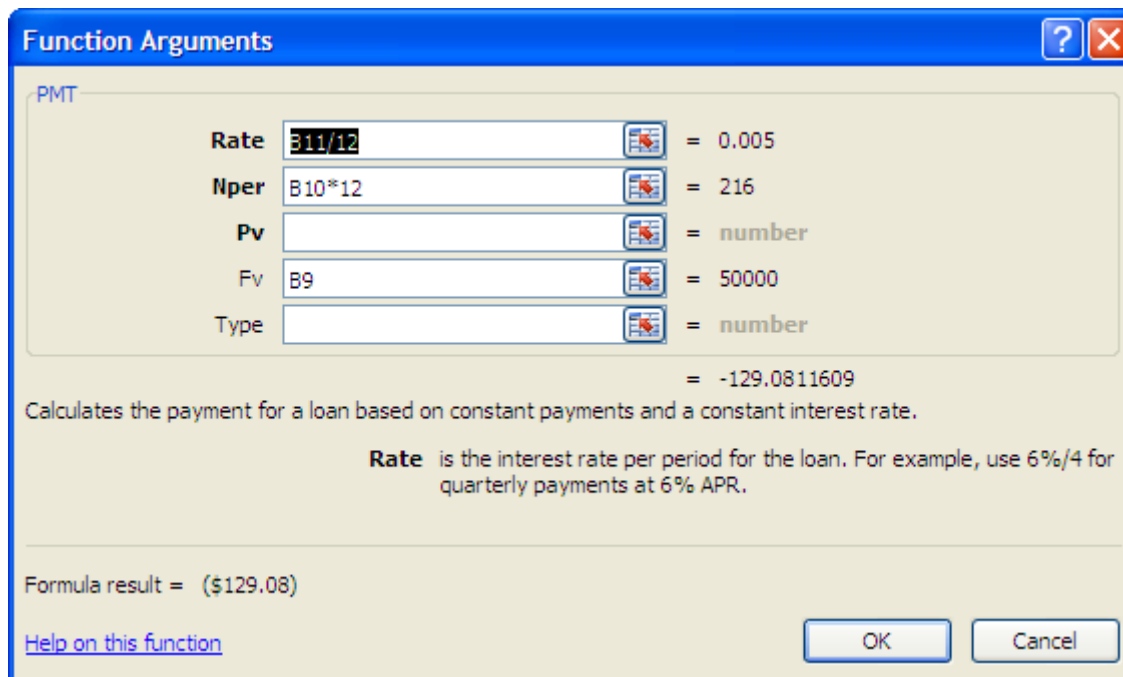 Function Arguments
PMT
Rate B11/12 = 0.005
Nper B10*12 = 216
Pv = number
Fv B9 = 50000
Type = number
= -129.0811609
Calculates the payment for a loan based on constant payments and a constant interest rate.
Rate is the interest rate per period for the loan. For example, use 6%/4 for
quarterly payments at 6% APR.
Formula result = ($129.08)
Help on this function OK Cancel